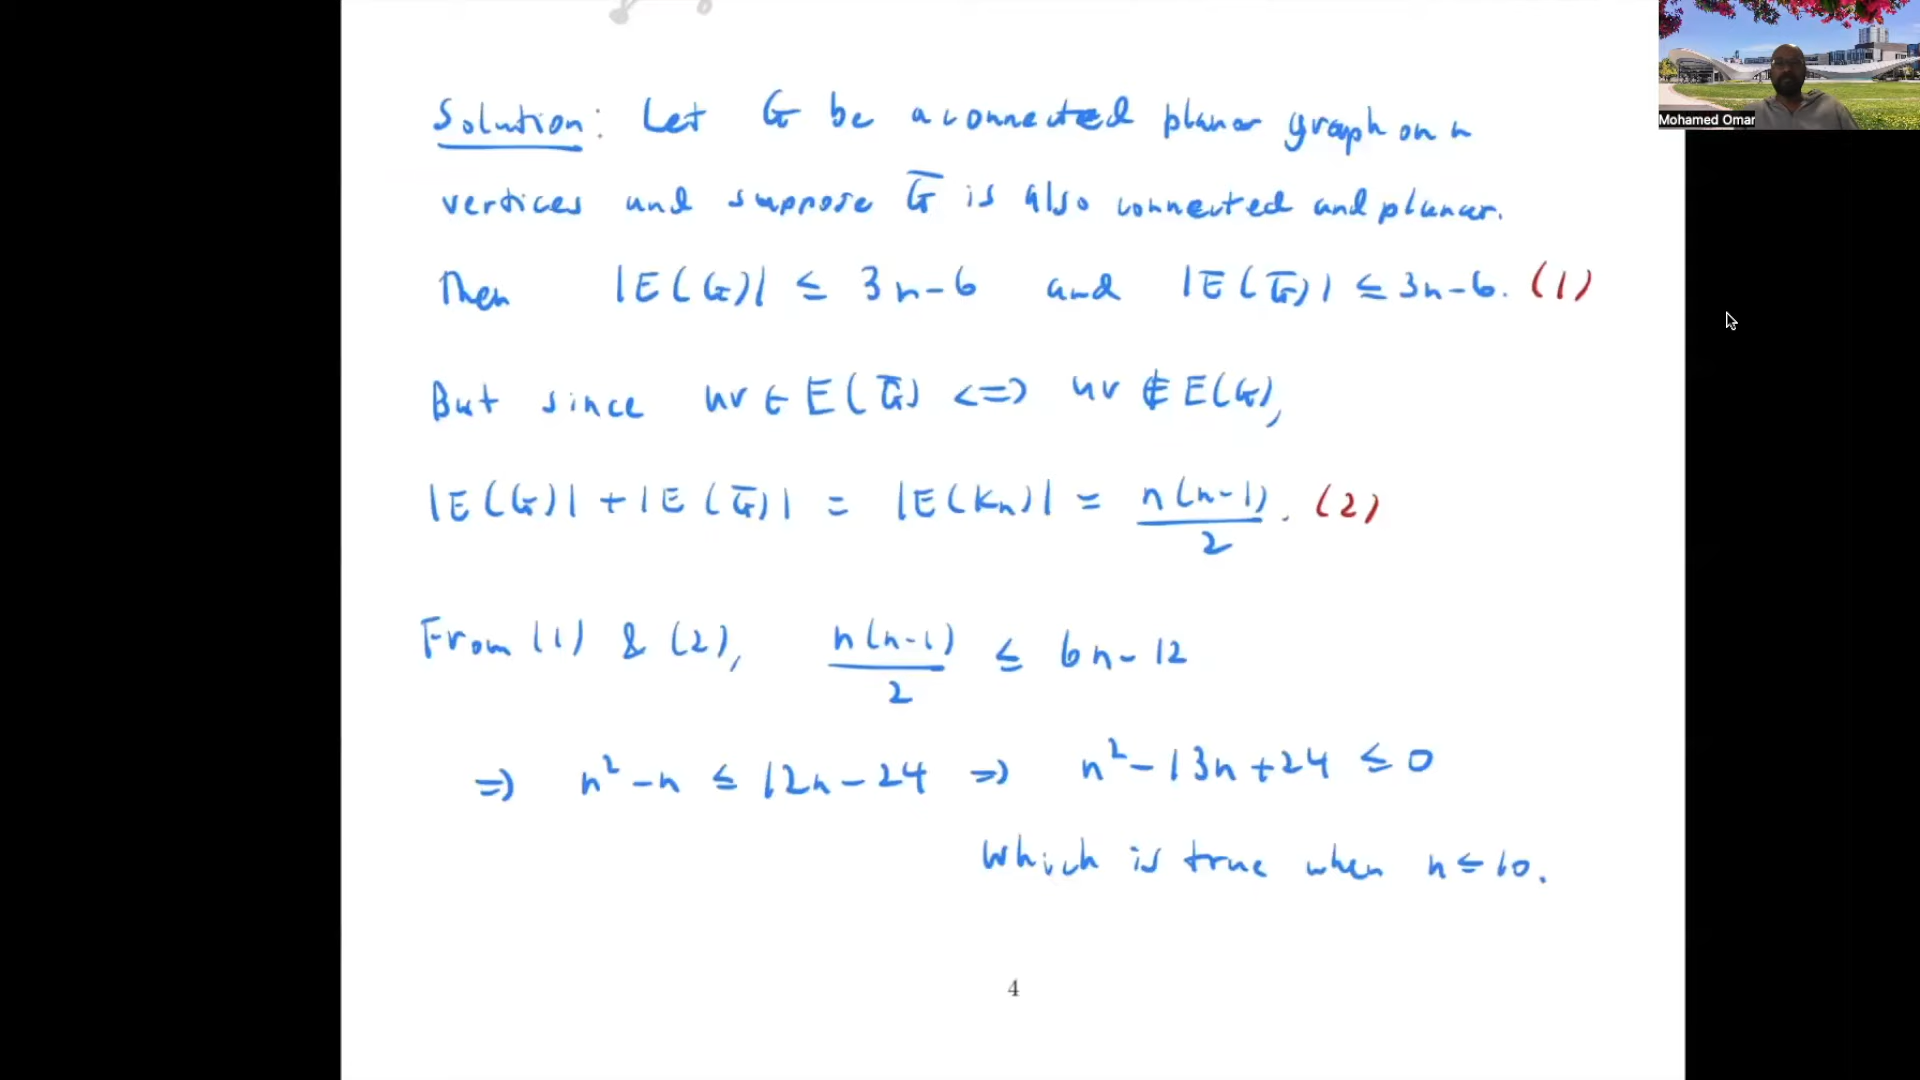 Mohamed Omar
Solution: Let G be a connected planar graph on n
vertices and suppose G̅ is also connected and planar.
Then |E(G)| ≤ 3n-6 and |E(G̅)| ≤ 3n-6. (1)
But since uv ∈ E(G̅) <=> uv ∉ E(G),
|E(G)| + |E(G̅)| = |E(Kn)| = n(n-1)/2. (2)
From (1) & (2), n(n-1)/2 ≤ 6n-12
=> n²-n ≤ 12n-24 => n²-13n+24 ≤ 0
which is true when n ≤ 10.
4